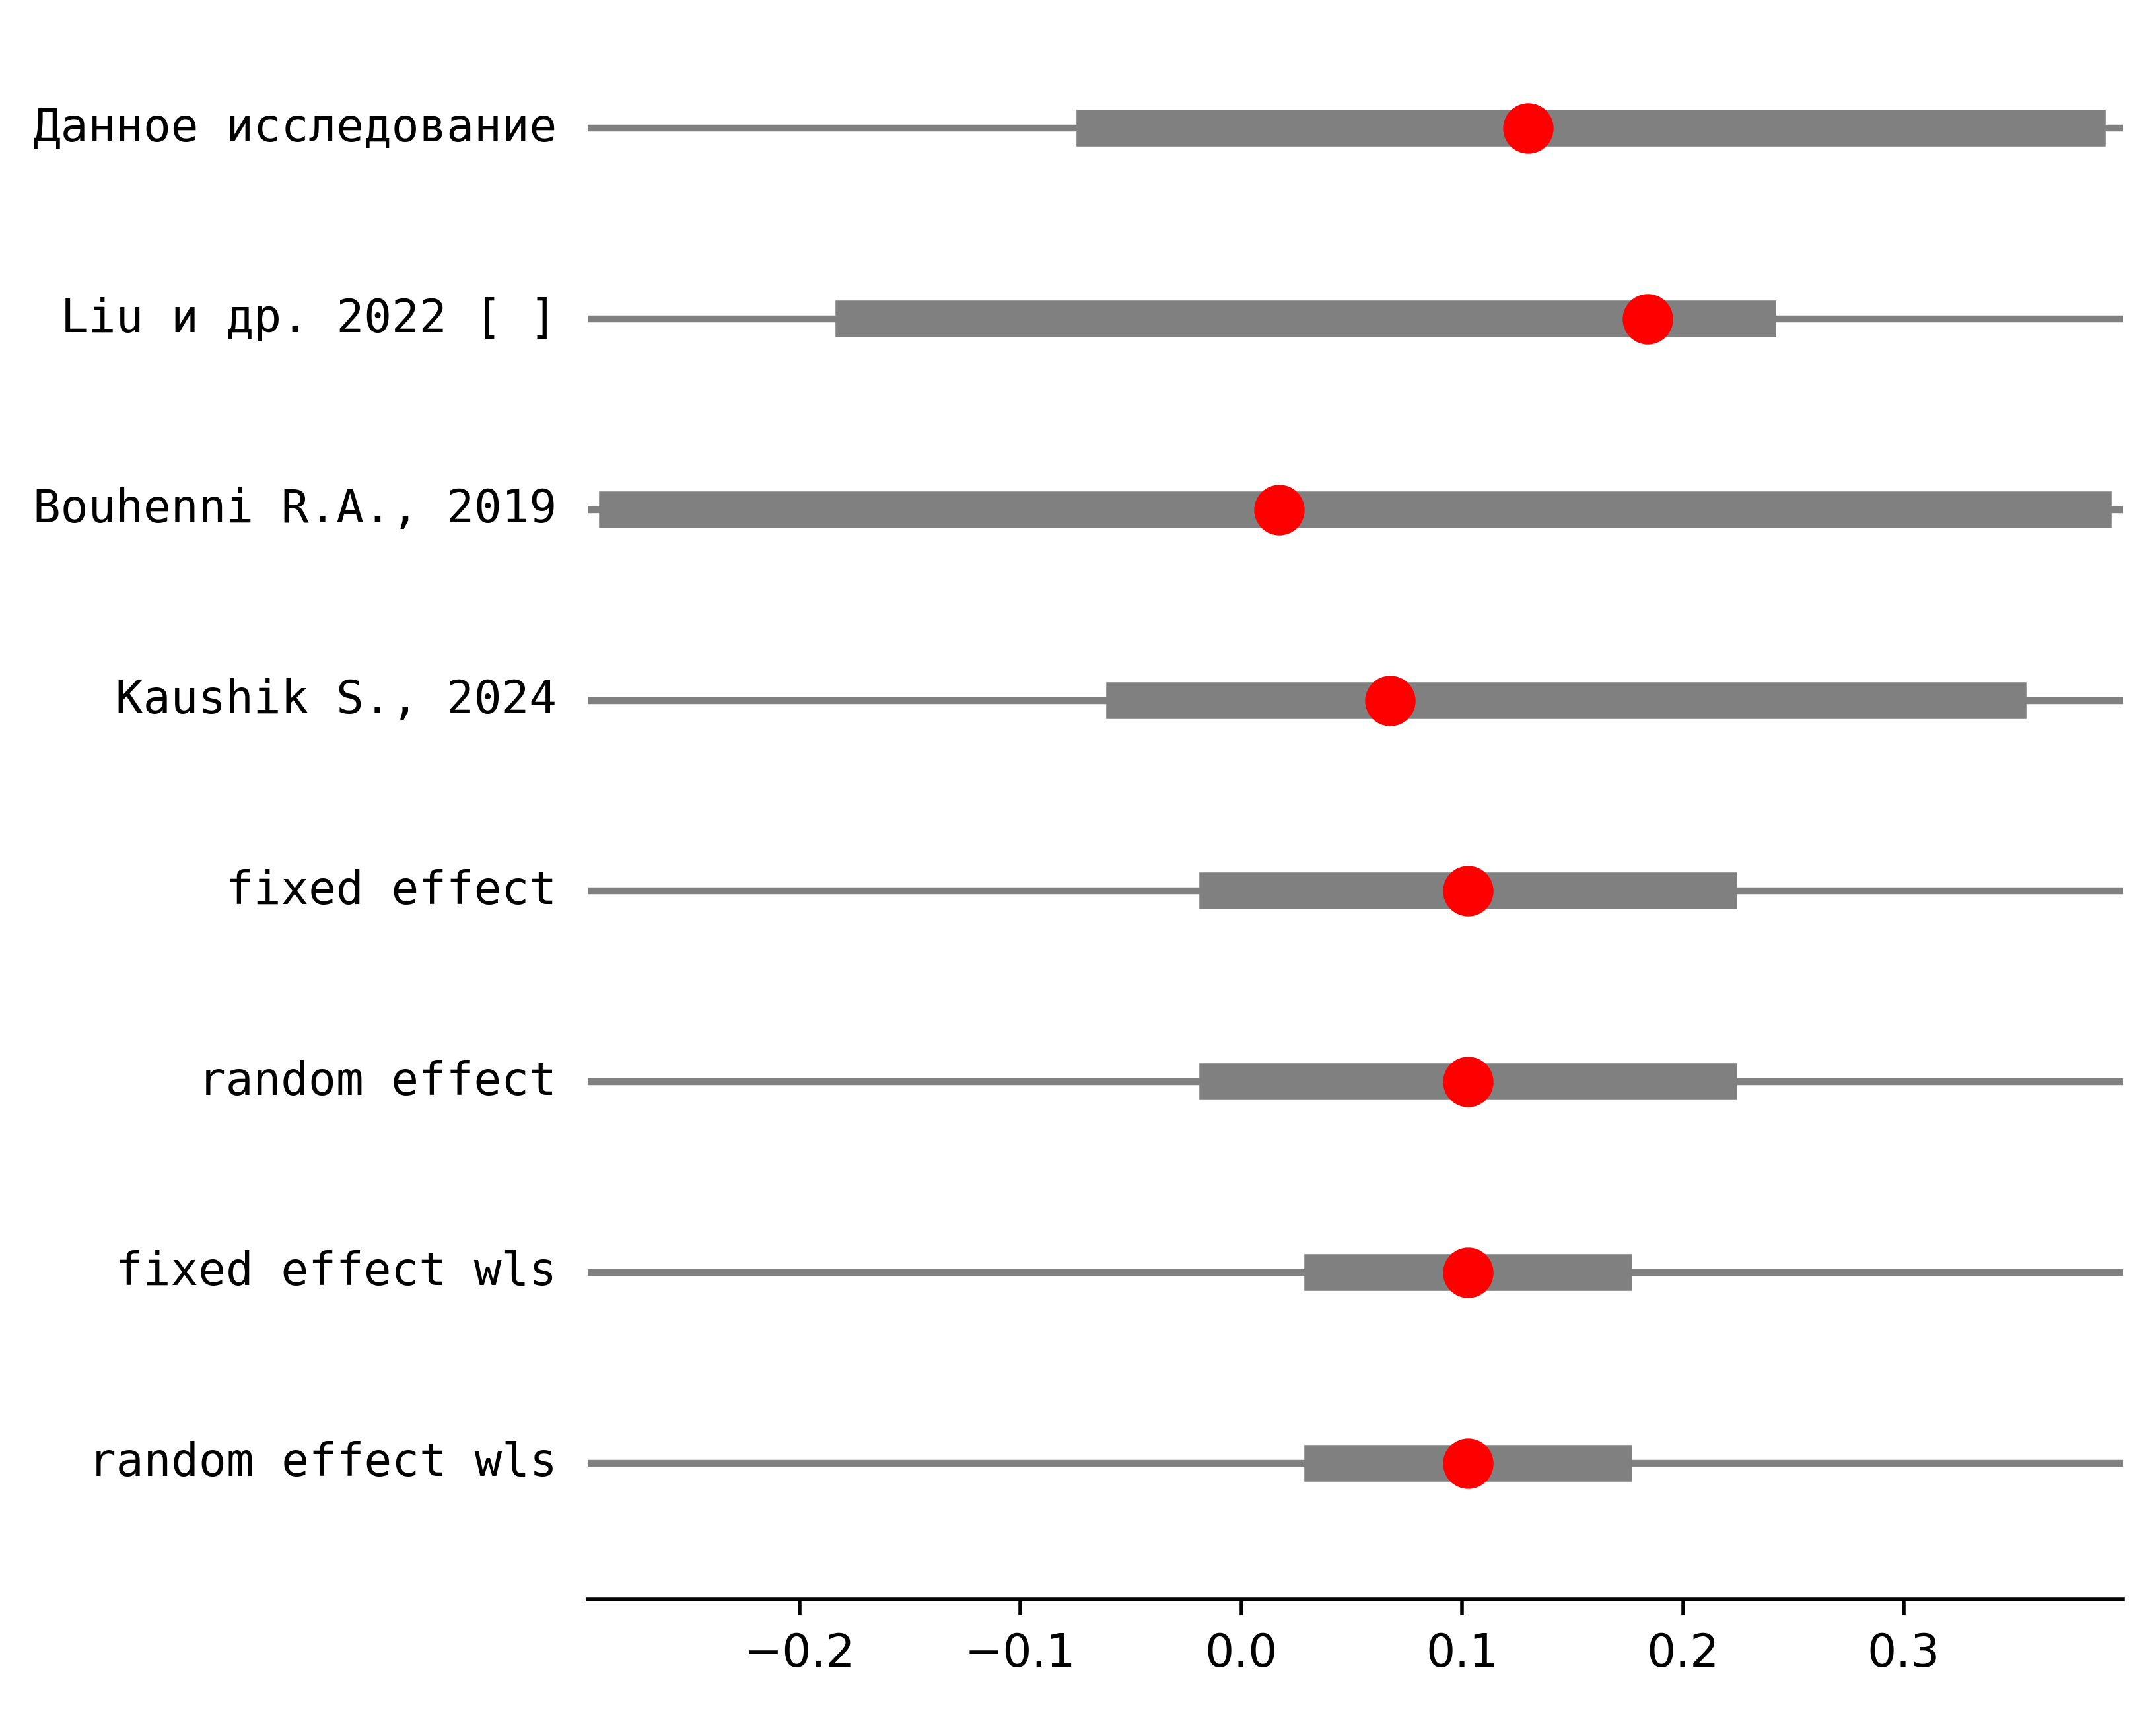 Данное исследование
Liu и др. 2022 [ ]
Bouhenni R.A., 2019
Kaushik S., 2024
fixed effect
random effect
fixed effect wls
random effect wls
−0.2 −0.1 0.0 0.1 0.2 0.3